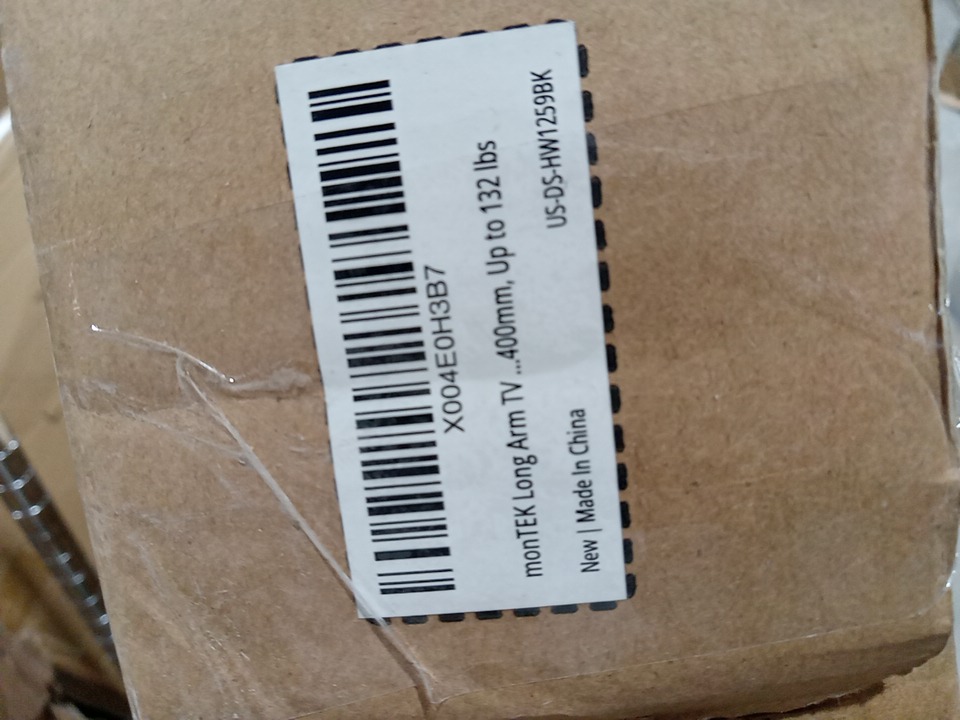 X004E0H3B7
monTEK Long Arm TV ...400mm, Up to 132 lbs
New | Made In China US-DS-HW1259BK